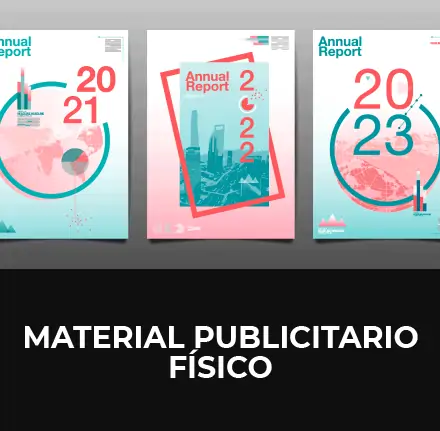 Annual
Report
20
21
Annual
Report
2
2
2
Annual
Report
20
23
MATERIAL PUBLICITARIO
FÍSICO